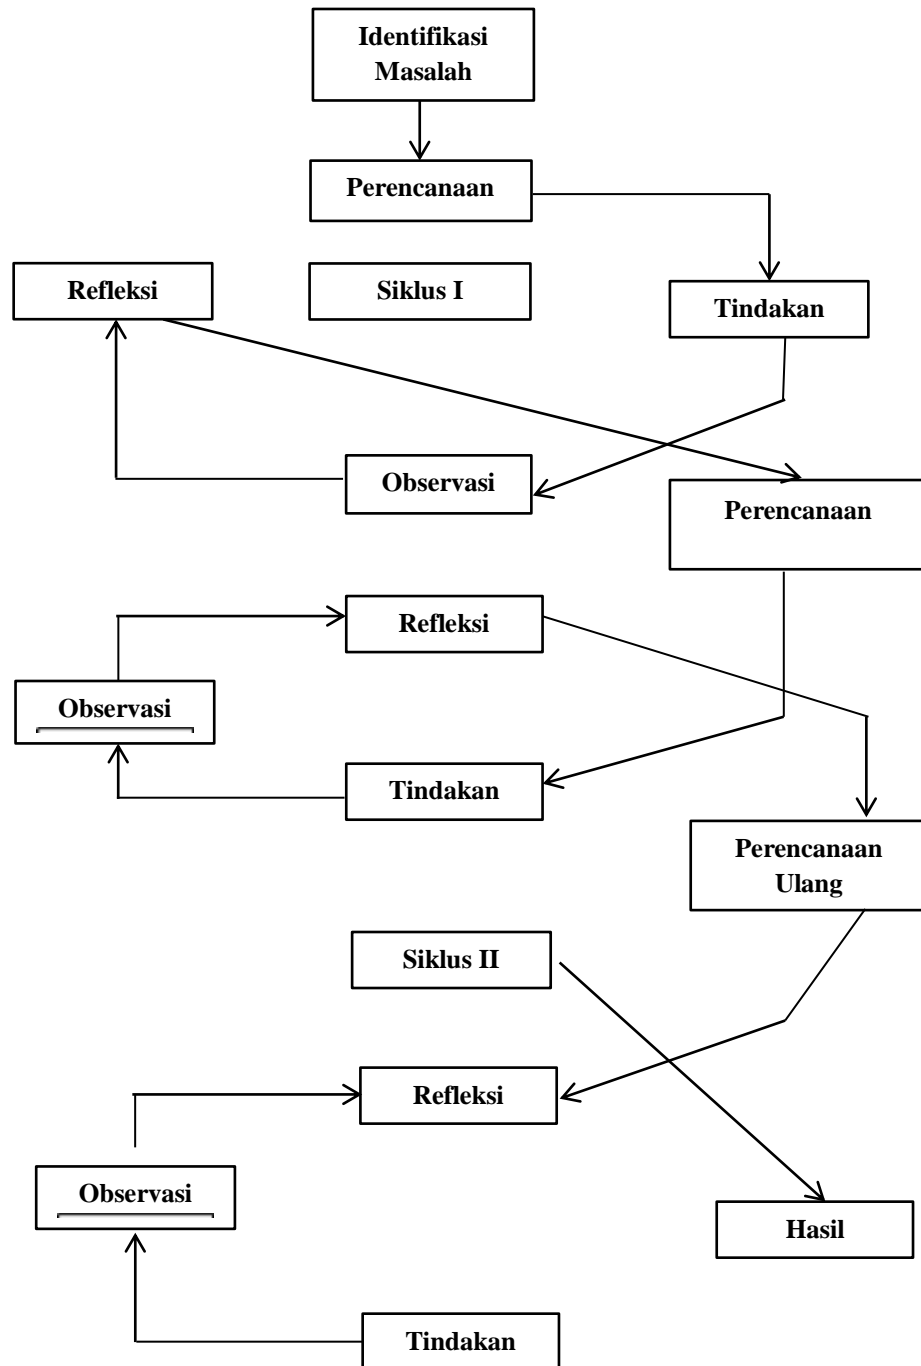 Identifikasi
Masalah
Perencanaan
Refleksi
Siklus I
Tindakan
Observasi
Perencanaan
Refleksi
Observasi
Tindakan
Perencanaan
Ulang
Siklus II
Refleksi
Observasi
Hasil
Tindakan